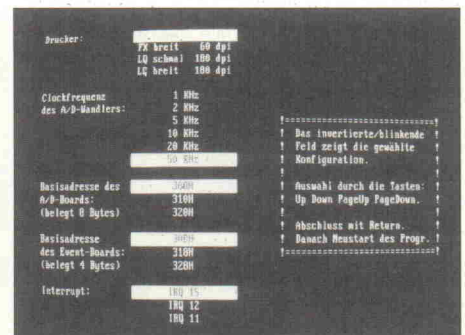 Drucker:
FX breit 60 dpi
LQ schmal 180 dpi
LQ breit 180 dpi
Clockfrequenz
des A/D-Wandlers:
1 KHz
2 KHz
5 KHz
10 KHz
20 KHz
50 KHz
Basisadresse des
A/D-Boards:
(belegt 8 Bytes)
300H
310H
320H
Basisadresse
des Event-Boards:
(belegt 4 Bytes)
300H
310H
320H
Interrupt:
IRQ 15
IRQ 12
IRQ 11
Das invertierte/blinkende
Feld zeigt die gewählte
Konfiguration.
Auswahl durch die Tasten:
Up Down PageUp PageDown.
Abschluss mit Return.
Danach Neustart des Progr.